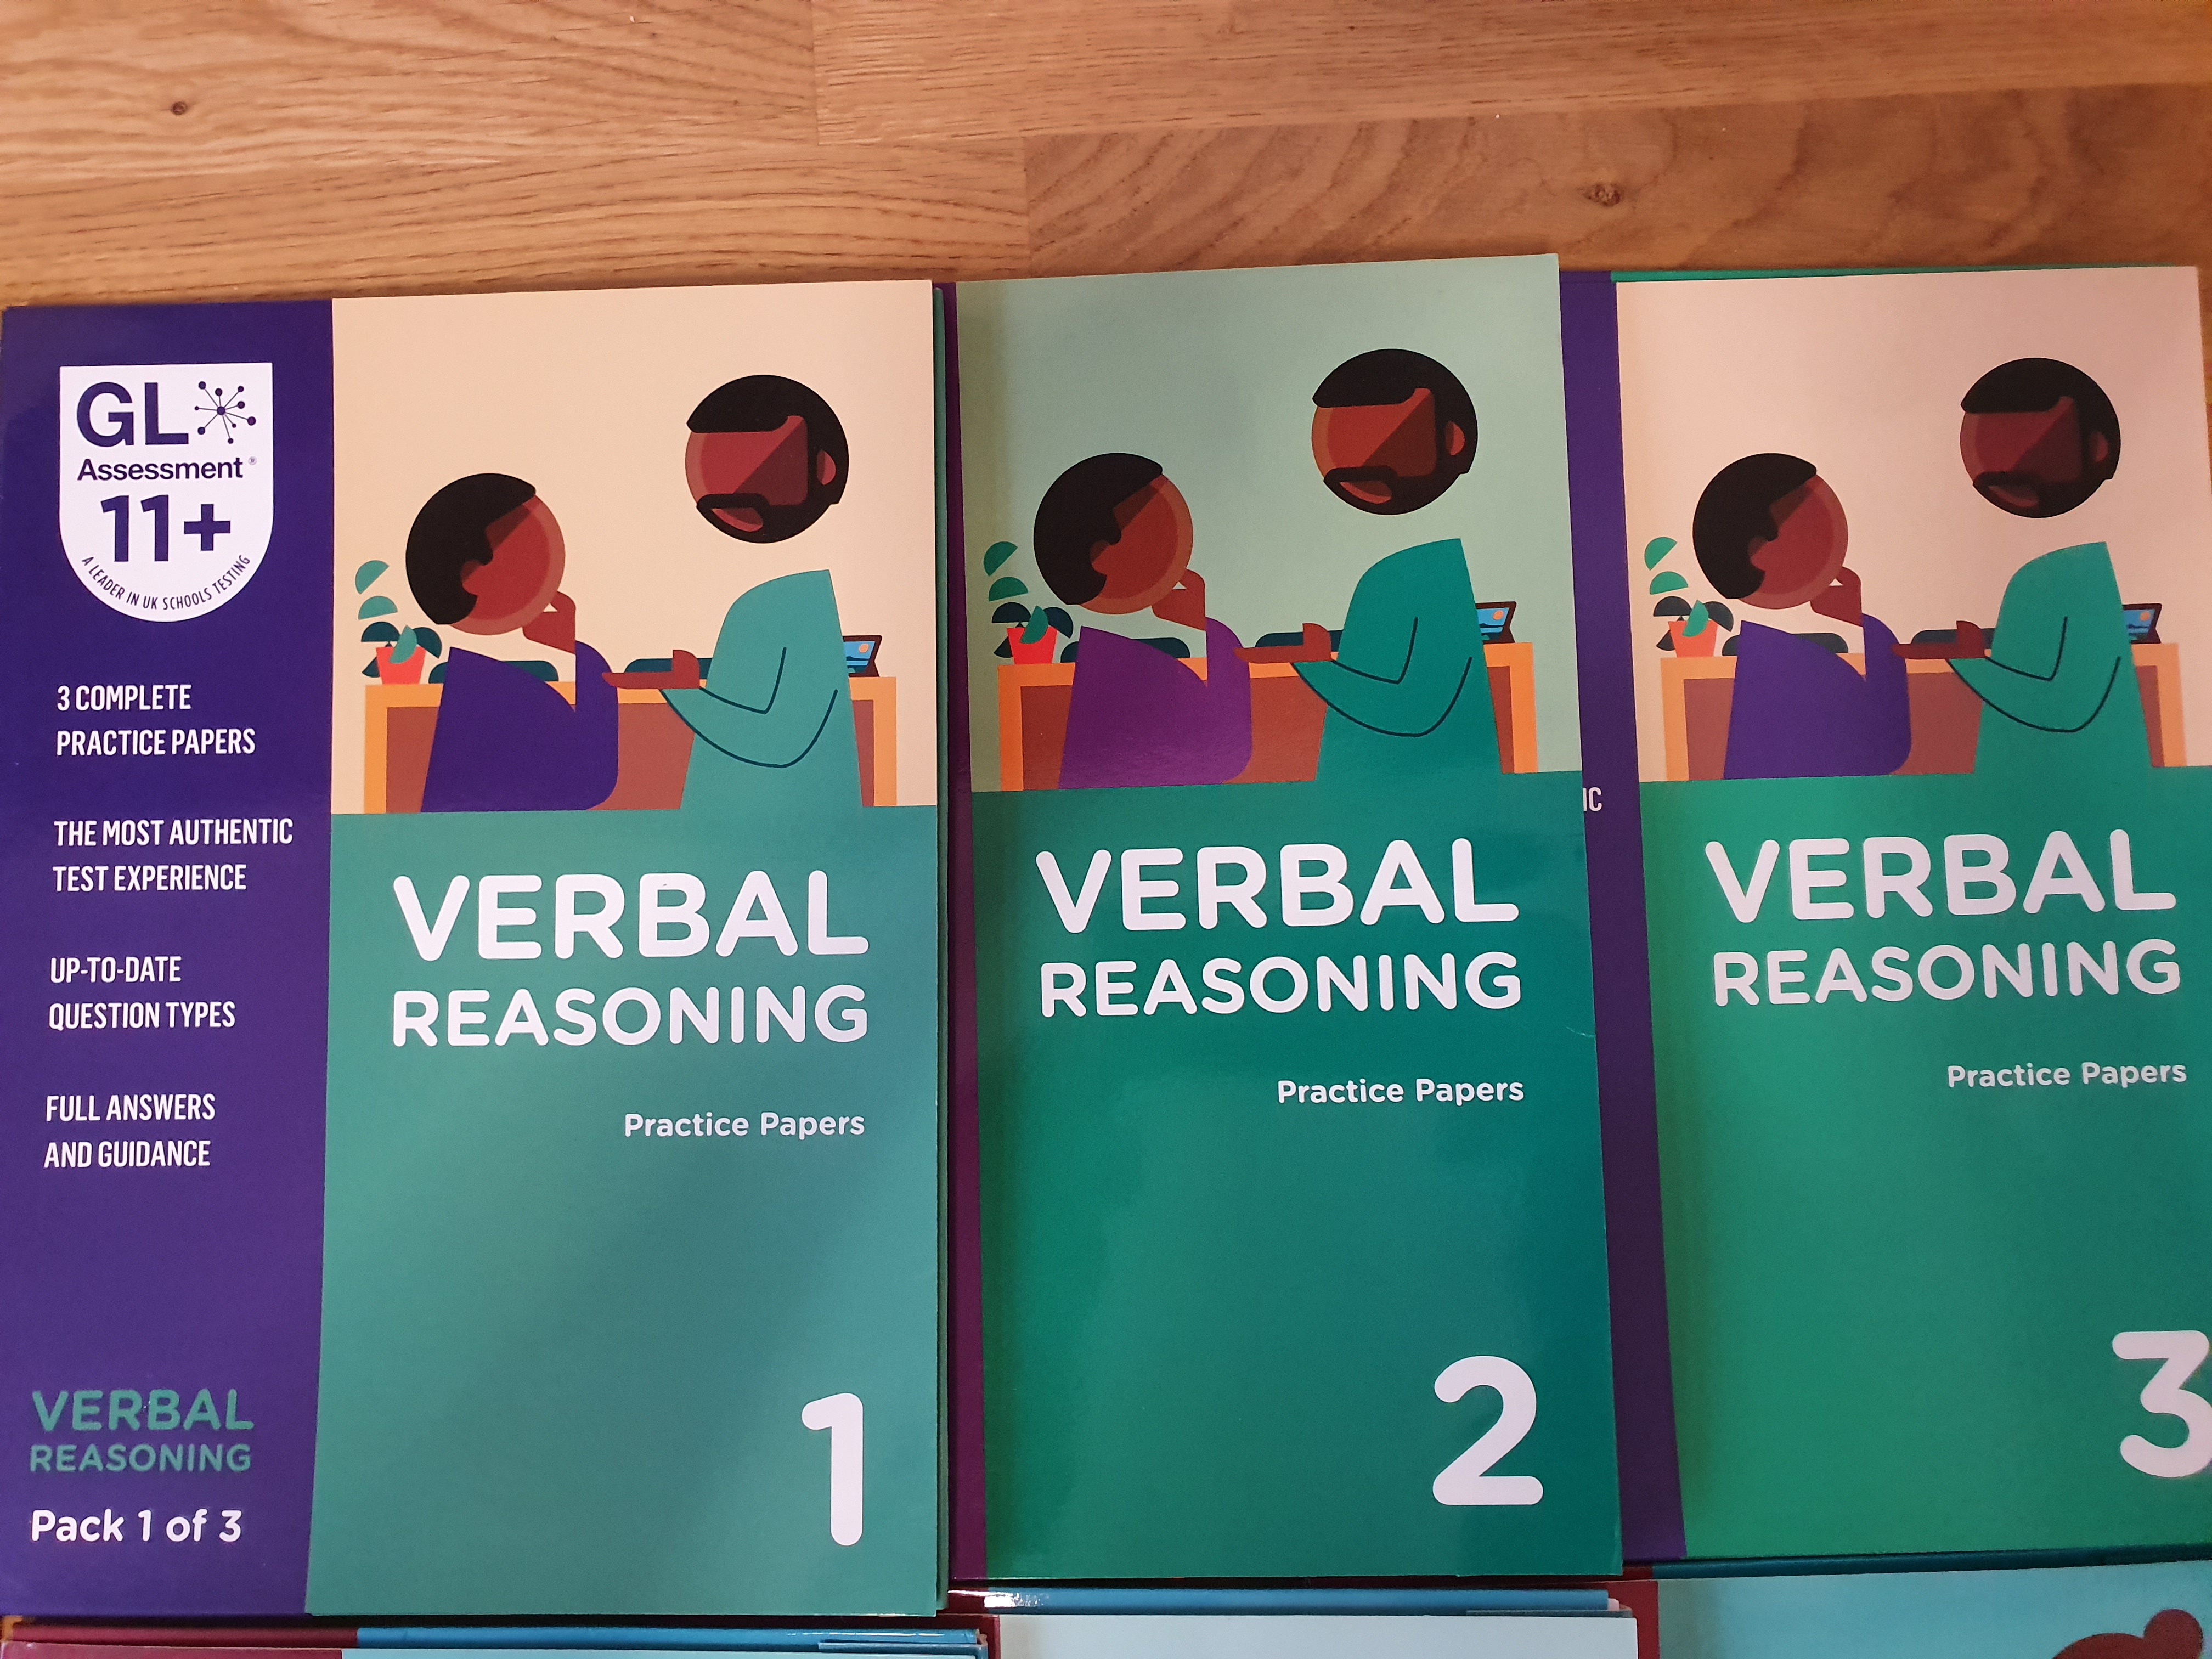 GL
Assessment®
11+
A LEADER IN UK SCHOOLS TESTING
3 COMPLETE
PRACTICE PAPERS
THE MOST AUTHENTIC
TEST EXPERIENCE
UP-TO-DATE
QUESTION TYPES
FULL ANSWERS
AND GUIDANCE
VERBAL
REASONING
Pack 1 of 3
VERBAL
REASONING
Practice Papers
1
VERBAL
REASONING
Practice Papers
2
IC
VERBAL
REASONING
Practice Papers
3